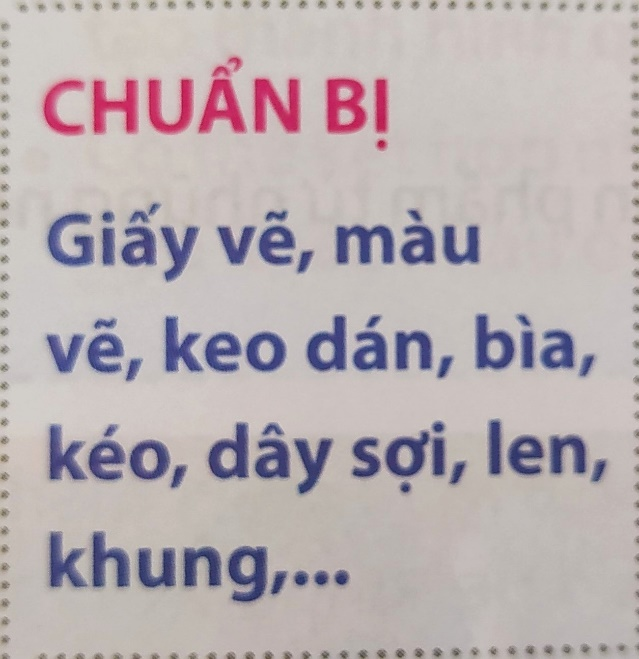 CHUẨN BỊ
Giấy vẽ, màu
vẽ, keo dán, bìa,
kéo, dây sợi, len,
khung,...